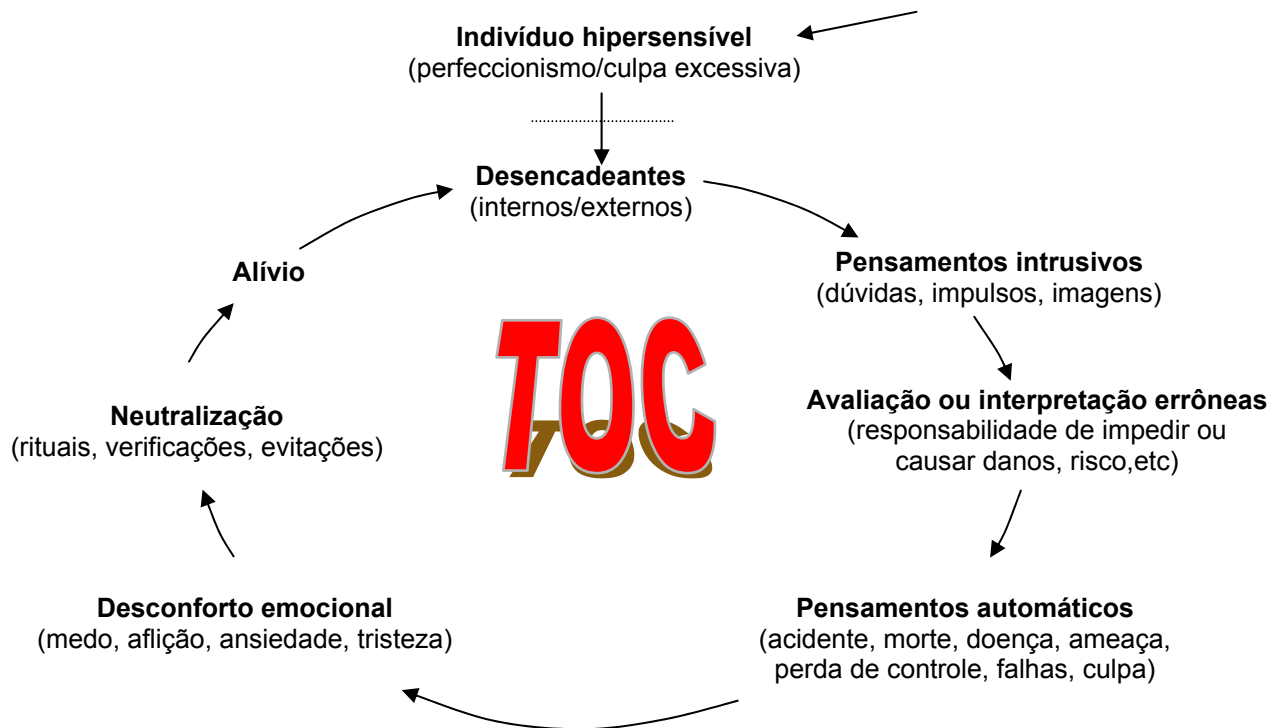 Indivíduo hipersensível
(perfeccionismo/culpa excessiva)
Desencadeantes
(internos/externos)
Pensamentos intrusivos
(dúvidas, impulsos, imagens)
Avaliação ou interpretação errôneas
(responsabilidade de impedir ou
causar danos, risco,etc)
Pensamentos automáticos
(acidente, morte, doença, ameaça,
perda de controle, falhas, culpa)
Desconforto emocional
(medo, aflição, ansiedade, tristeza)
Neutralização
(rituais, verificações, evitações)
Alívio
TOC